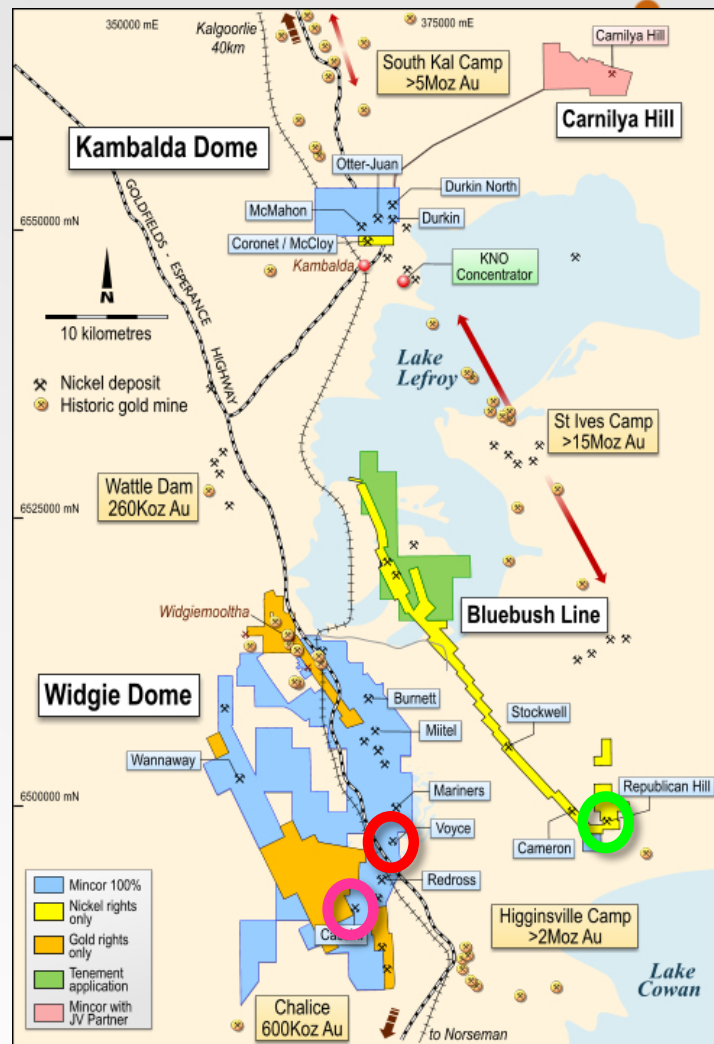 350000 mE
375000 mE
Kalgoorlie
40km
South Kal Camp
>5Moz Au
Carnilya Hill
Carnilya Hill
Kambalda Dome
Otter-Juan
Durkin North
McMahon
Durkin
6550000 mN
Coronet / McCloy
Kambalda
KNO
Concentrator
GOLDFIELDS - ESPERANCE HIGHWAY
N
10 kilometres
Lake
Lefroy
Nickel deposit
Historic gold mine
St Ives Camp
>15Moz Au
Wattle Dam
260Koz Au
6525000 mN
Widgiemooltha
Bluebush Line
Widgie Dome
Burnett
Stockwell
Miitel
Wannaway
Mariners
Republican Hill
6500000 mN
Voyce
Cameron
Redross
Mincor 100%
Nickel rights
only
Gold rights
only
Tenement
application
Mincor with
JV Partner
Higginsville Camp
>2Moz Au
Lake
Cowan
Chalice
600Koz Au
to Norseman